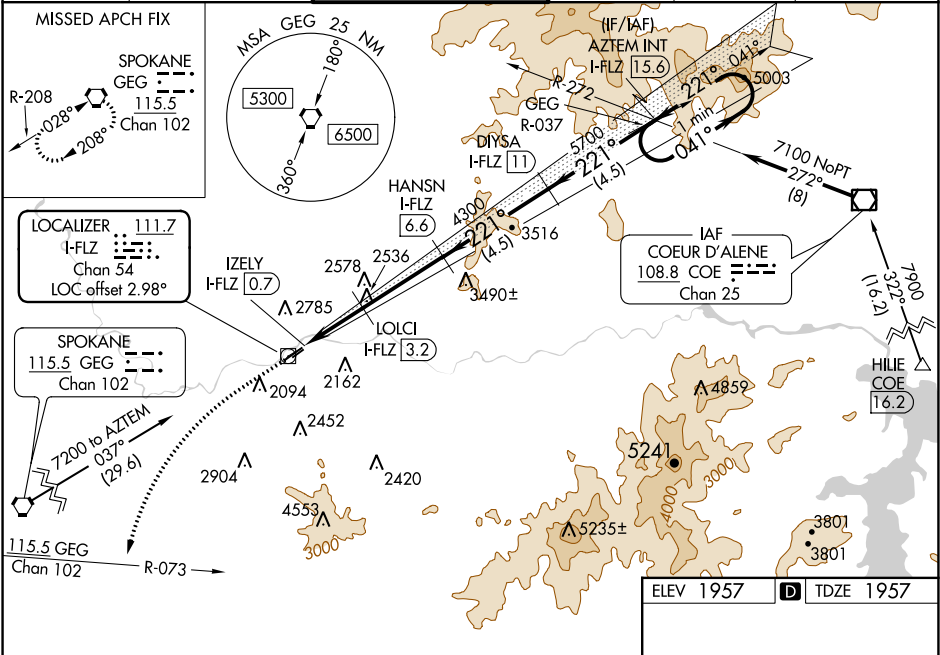 MISSED APCH FIX
SPOKANE
GEG
115.5
Chan 102
R-208
028°
208°
MSA GEG 25 NM
180°
5300
6500
360°
(IF/IAF)
AZTEM INT
I-FLZ 15.6
041°
221°
5003
R-272
GEG
R-037
1 min
041°
DIYSA
I-FLZ 11
5700
221°
(4.5)
7100 NoPT
272°
(8)
HANSN
I-FLZ
6.6
4300
221°
(4.5)
3516
IAF
COEUR D'ALENE
108.8 COE
Chan 25
7900
322°
(16.2)
HILIE
COE
16.2
LOCALIZER 111.7
I-FLZ
Chan 54
LOC offset 2.98°
IZELY
I-FLZ 0.7
2578
2536
2785
3490±
LOLCI
I-FLZ 3.2
SPOKANE
115.5 GEG
Chan 102
2162
2094
2452
4859
7200 to AZTEM
037°
(29.6)
2904
2420
5241
3000
4000
4553
3000
5235±
3801
3801
115.5 GEG
Chan 102
R-073
ELEV 1957 D TDZE 1957